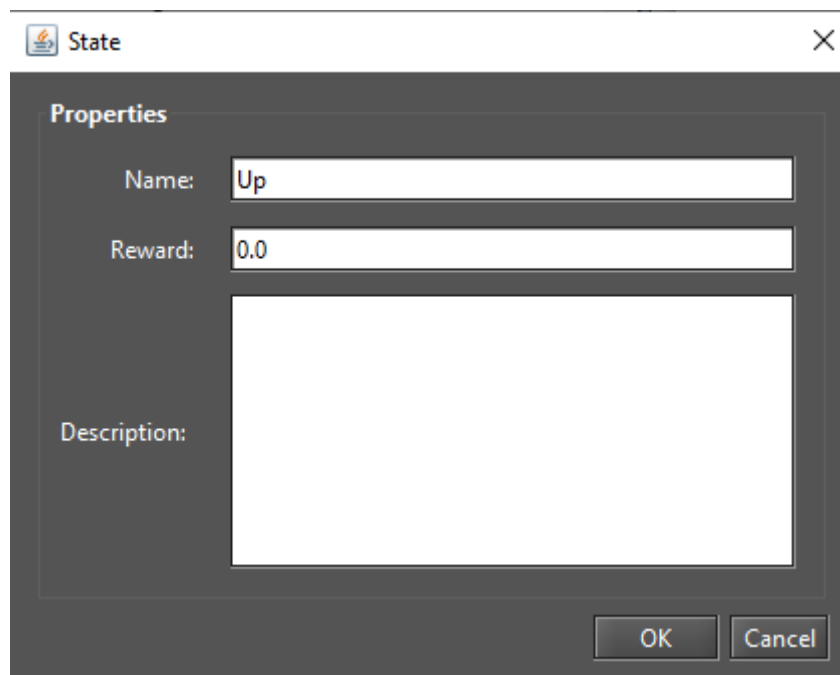 State
Properties
Name: Up
Reward: 0.0
Description:
OK Cancel